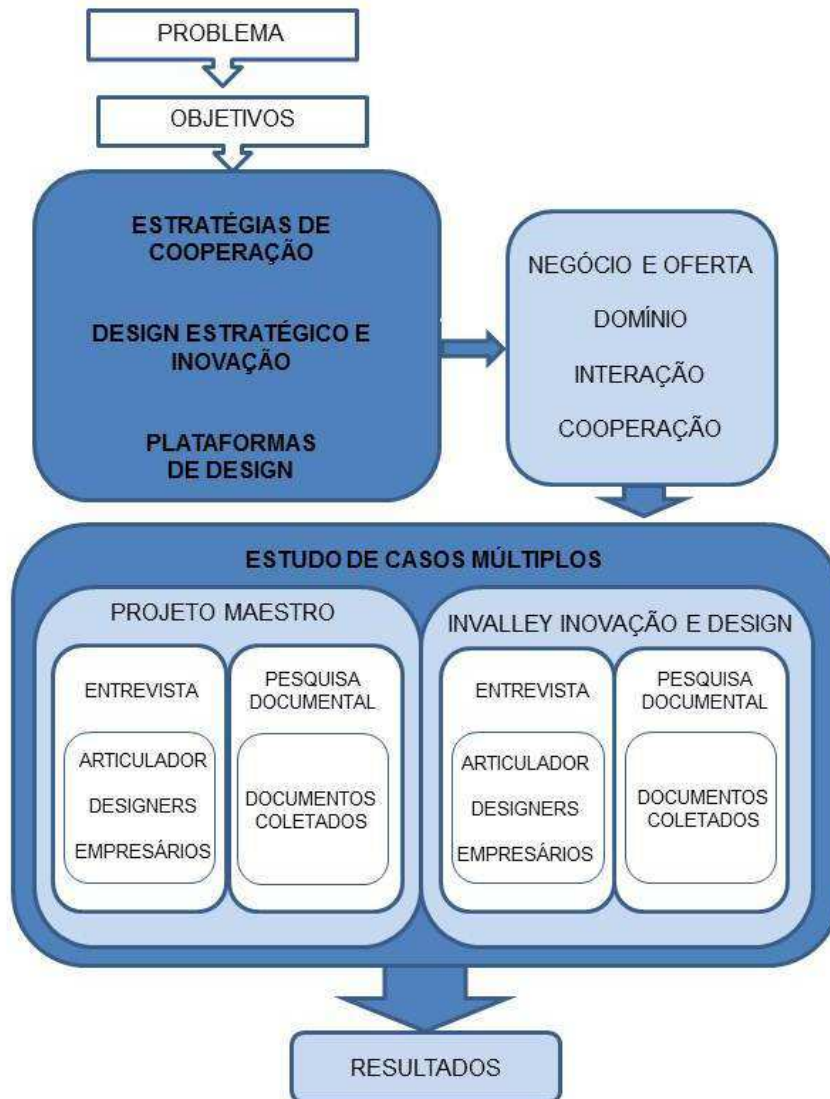 PROBLEMA
OBJETIVOS
ESTRATÉGIAS DE
COOPERAÇÃO
DESIGN ESTRATÉGICO E
INOVAÇÃO
PLATAFORMAS
DE DESIGN
NEGÓCIO E OFERTA
DOMÍNIO
INTERAÇÃO
COOPERAÇÃO
ESTUDO DE CASOS MÚLTIPLOS
PROJETO MAESTRO
ENTREVISTA
ARTICULADOR
DESIGNERS
EMPRESÁRIOS
PESQUISA
DOCUMENTAL
DOCUMENTOS
COLETADOS
INVALLEY INOVAÇÃO E DESIGN
ENTREVISTA
ARTICULADOR
DESIGNERS
EMPRESÁRIOS
PESQUISA
DOCUMENTAL
DOCUMENTOS
COLETADOS
RESULTADOS